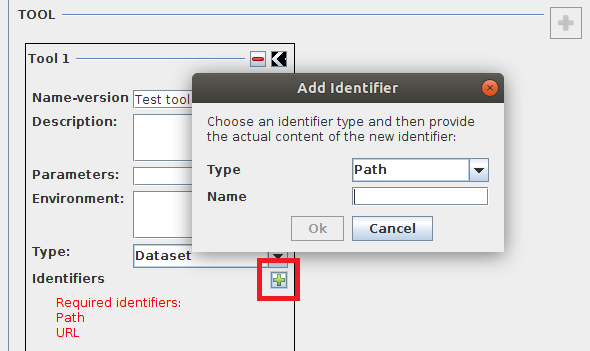 TOOL
Tool 1
Name-version Test tool
Description:
Parameters:
Environment:
Type: Dataset
Identifiers
Required identifiers:
Path
URL
Add Identifier
Choose an identifier type and then provide
the actual content of the new identifier:
Type Path
Name
Ok Cancel